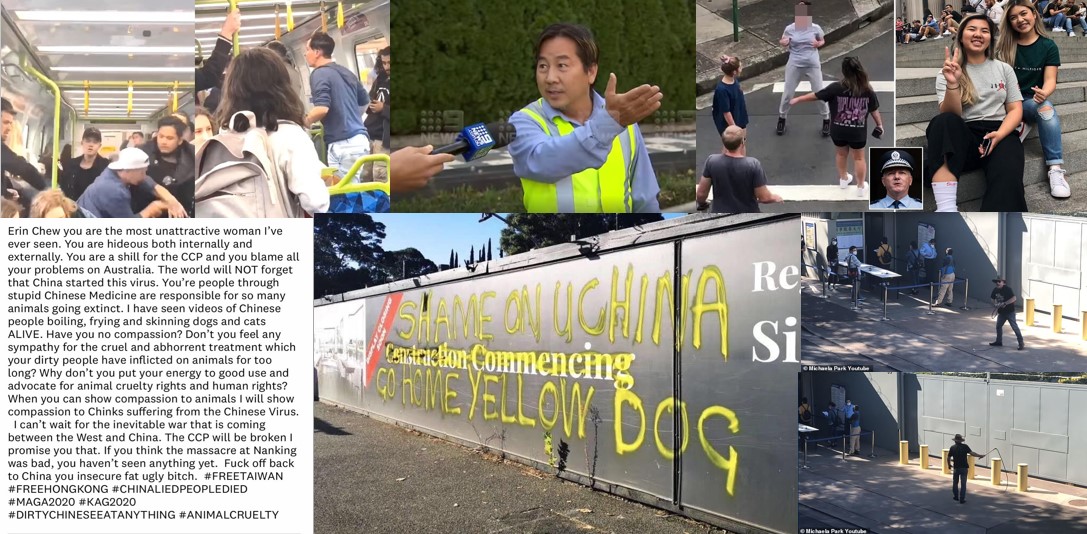 Erin Chew you are the most unattractive woman I've
ever seen. You are hideous both internally and
externally. You are a shill for the CCP and you blame all
your problems on Australia. The world will NOT forget
that China started this virus. You're people through
stupid Chinese Medicine are responsible for so many
animals going extinct. I have seen videos of Chinese
people boiling, frying and skinning dogs and cats
ALIVE. Have you no compassion? Don't you feel any
sympathy for the cruel and abhorrent treatment which
your dirty people have inflicted on animals for too
long? Why don't you put your energy to good use and
advocate for animal cruelty rights and human rights?
When you can show compassion to animals I will show
compassion to Chinks suffering from the Chinese Virus.
I can't wait for the inevitable war that is coming
between the West and China. The CCP will be broken I
promise you that. If you think the massacre at Nanking
was bad, you haven't seen anything yet.  Fuck off back
to China you insecure fat ugly bitch.  #FREETAIWAN
#FREEHONGKONG #CHINALIEDPEOPLEDIED
#MAGA2020 #KAG2020
#DIRTYCHINESEEATANYTHING #ANIMALCRUELTY
SHAME ON U CHINA
Construction Commencing
GO HOME YELLOW DOG
Re
Si
© Michaela Park Youtube
© Michaela Park Youtube